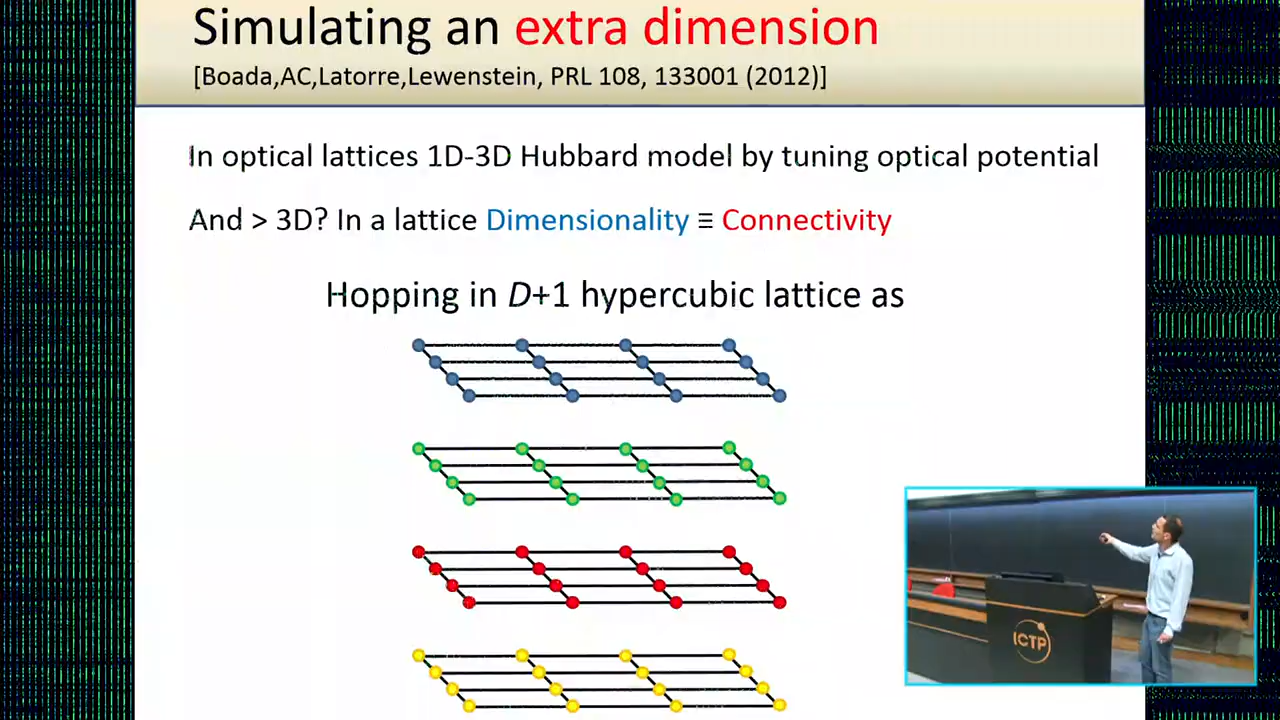 Simulating an extra dimension
[Boada,AC,Latorre,Lewenstein, PRL 108, 133001 (2012)]
In optical lattices 1D-3D Hubbard model by tuning optical potential
And > 3D? In a lattice Dimensionality ≡ Connectivity
Hopping in D+1 hypercubic lattice as
ICTP